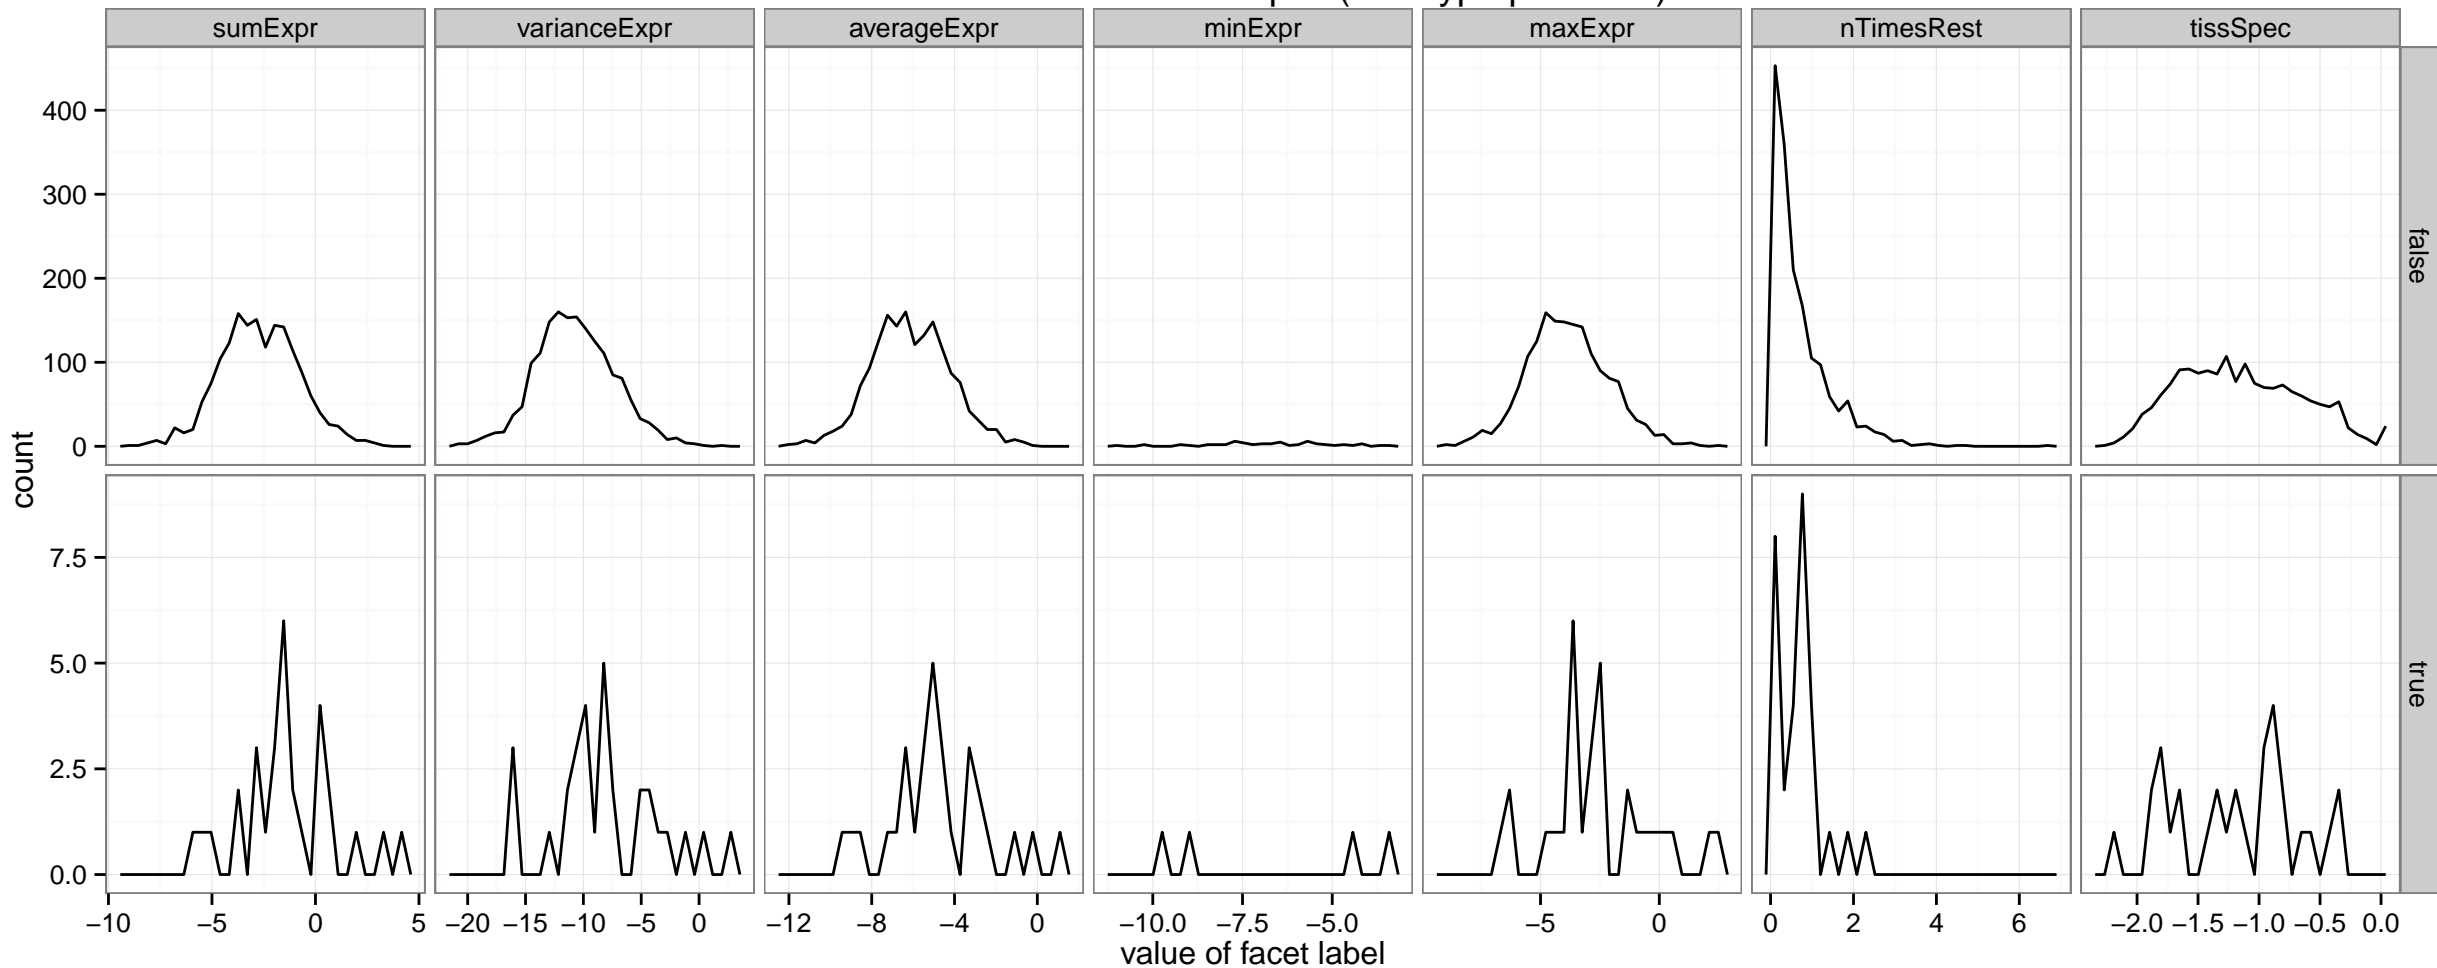 sumExpr varianceExpr averageExpr minExpr maxExpr nTimesRest tissSpec
400
300
200
100
0
false
7.5
5.0
2.5
0.0
true
count
−10 −5 0 5 −20 −15 −10 −5 0 −12 −8 −4 0 −10.0 −7.5 −5.0 −5 0 0 2 4 6 −2.0 −1.5 −1.0 −0.5 0.0
value of facet label